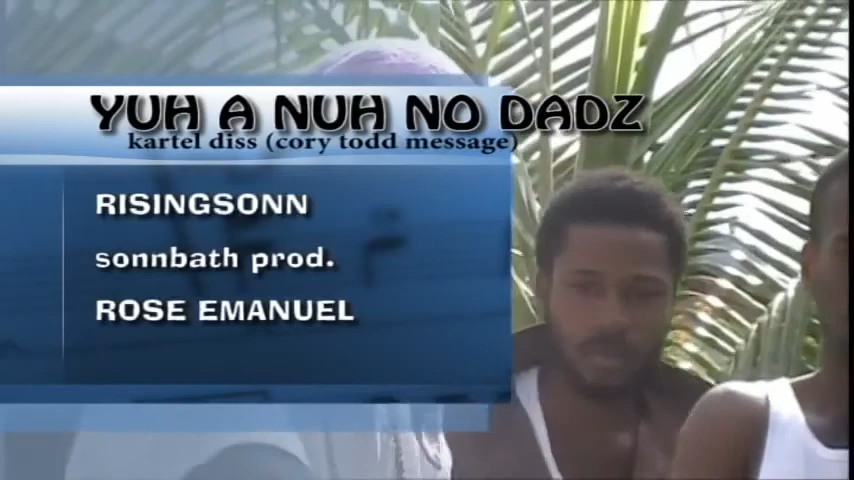 YUH A NUH NO DADZ
kartel diss (cory todd message)
RISINGSONN
sonnbath prod.
ROSE EMANUEL